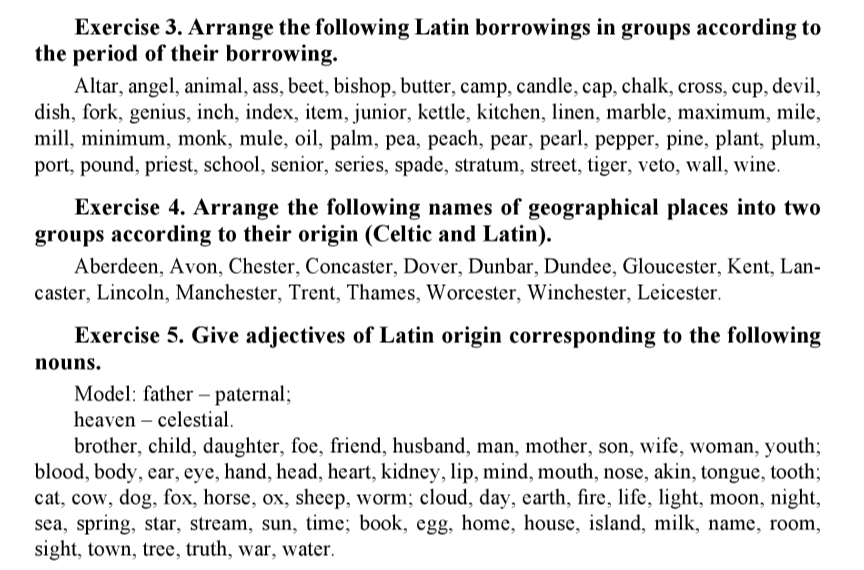 Exercise 3. Arrange the following Latin borrowings in groups according to
the period of their borrowing.
Altar, angel, animal, ass, beet, bishop, butter, camp, candle, cap, chalk, cross, cup, devil,
dish, fork, genius, inch, index, item, junior, kettle, kitchen, linen, marble, maximum, mile,
mill, minimum, monk, mule, oil, palm, pea, peach, pear, pearl, pepper, pine, plant, plum,
port, pound, priest, school, senior, series, spade, stratum, street, tiger, veto, wall, wine.
Exercise 4. Arrange the following names of geographical places into two
groups according to their origin (Celtic and Latin).
Aberdeen, Avon, Chester, Concaster, Dover, Dunbar, Dundee, Gloucester, Kent, Lan-
caster, Lincoln, Manchester, Trent, Thames, Worcester, Winchester, Leicester.
Exercise 5. Give adjectives of Latin origin corresponding to the following
nouns.
Model: father – paternal;
heaven – celestial.
brother, child, daughter, foe, friend, husband, man, mother, son, wife, woman, youth;
blood, body, ear, eye, hand, head, heart, kidney, lip, mind, mouth, nose, akin, tongue, tooth;
cat, cow, dog, fox, horse, ox, sheep, worm; cloud, day, earth, fire, life, light, moon, night,
sea, spring, star, stream, sun, time; book, egg, home, house, island, milk, name, room,
sight, town, tree, truth, war, water.